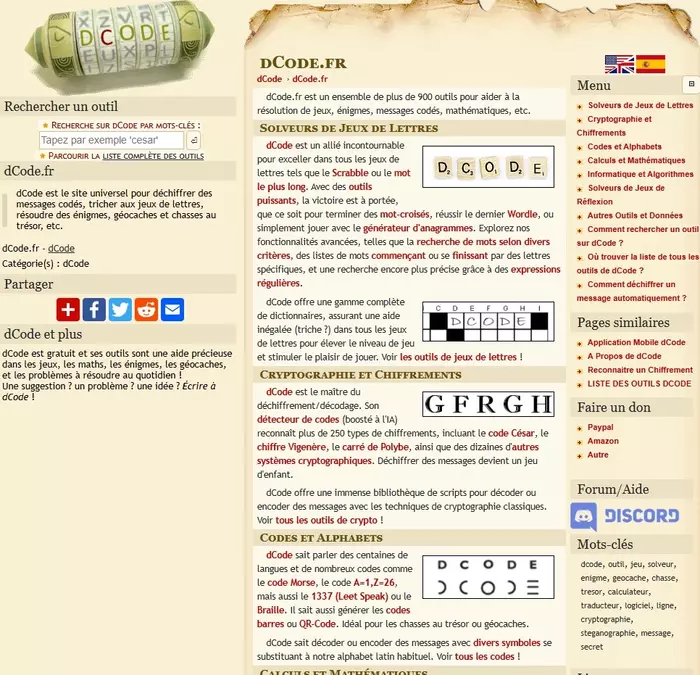 DCODE
Rechercher un outil
★ Recherche sur dCode par mots-clés :
Tapez par exemple 'cesar'
★ Parcourir la liste complète des outils
dCode.fr
dCode est le site universel pour déchiffrer des
messages codés, tricher aux jeux de lettres,
résoudre des énigmes, géocaches et chasses au
trésor, etc.
dCode.fr - dCode
Catégorie(s) : dCode
Partager
dCode et plus
dCode est gratuit et ses outils sont une aide précieuse
dans les jeux, les maths, les énigmes, les géocaches,
et les problèmes à résoudre au quotidien !
Une suggestion ? un problème ? une idée ? Écrire à
dCode !
dCode.fr
dCode › dCode.fr
dCode.fr est un ensemble de plus de 900 outils pour aider à la
résolution de jeux, énigmes, messages codés, mathématiques, etc.
Solveurs de Jeux de Lettres
dCode est un allié incontournable
pour exceller dans tous les jeux de
lettres tels que le Scrabble ou le mot
le plus long. Avec des outils
puissants, la victoire est à portée,
que ce soit pour terminer des mot-croisés, réussir le dernier Wordle, ou
simplement jouer avec le générateur d'anagrammes. Explorez nos
fonctionnalités avancées, telles que la recherche de mots selon divers
critères, des listes de mots commençant ou se finissant par des lettres
spécifiques, et une recherche encore plus précise grâce à des expressions
régulières.
D2 C3 O1 D2 E1
dCode offre une gamme complète
de dictionnaires, assurant une aide
inégalée (triche ?) dans tous les jeux
de lettres pour élever le niveau de jeu
et stimuler le plaisir de jouer. Voir les outils de jeux de lettres !
C D E F G H I
DCODE
Cryptographie et Chiffrements
dCode est le maître du
déchiffrement/décodage. Son
détecteur de codes (boosté à l'IA)
reconnaît plus de 250 types de chiffrements, incluant le code César, le
chiffre Vigenère, le carré de Polybe, ainsi que des dizaines d'autres
systèmes cryptographiques. Déchiffrer des messages devient un jeu
d'enfant.
GFRGH
dCode offre une immense bibliothèque de scripts pour décoder ou
encoder des messages avec les techniques de cryptographie classiques.
Voir tous les outils de crypto !
Codes et Alphabets
dCode sait parler des centaines de
langues et de nombreux codes comme
le code Morse, le code A=1,Z=26,
mais aussi le 1337 (Leet Speak) ou le
Braille. Il sait aussi générer les codes
barres ou QR-Code. Idéal pour les chasses au trésor ou géocaches.
D C O D E
dCode sait décoder ou encoder des messages avec divers symboles se
substituant à notre alphabet latin habituel. Voir tous les codes !
Calculs et Mathématiques
Menu
Solveurs de Jeux de Lettres
Cryptographie et
Chiffrements
Codes et Alphabets
Calculs et Mathématiques
Informatique et Algorithmes
Solveurs de Jeux de
Réflexion
Autres Outils et Données
Comment rechercher un outil
sur dCode ?
Où trouver la liste de tous les
outils de dCode ?
Comment déchiffrer un
message automatiquement ?
Pages similaires
Application Mobile dCode
A Propos de dCode
Reconnaitre un Chiffrement
LISTE DES OUTILS DCODE
Faire un don
Paypal
Amazon
Autre
Forum/Aide
DISCORD
Mots-clés
dcode, outil, jeu, solveur,
enigme, geocache, chasse,
tresor, calculateur,
traducteur, logiciel, ligne,
cryptographie,
steganographie, message,
secret